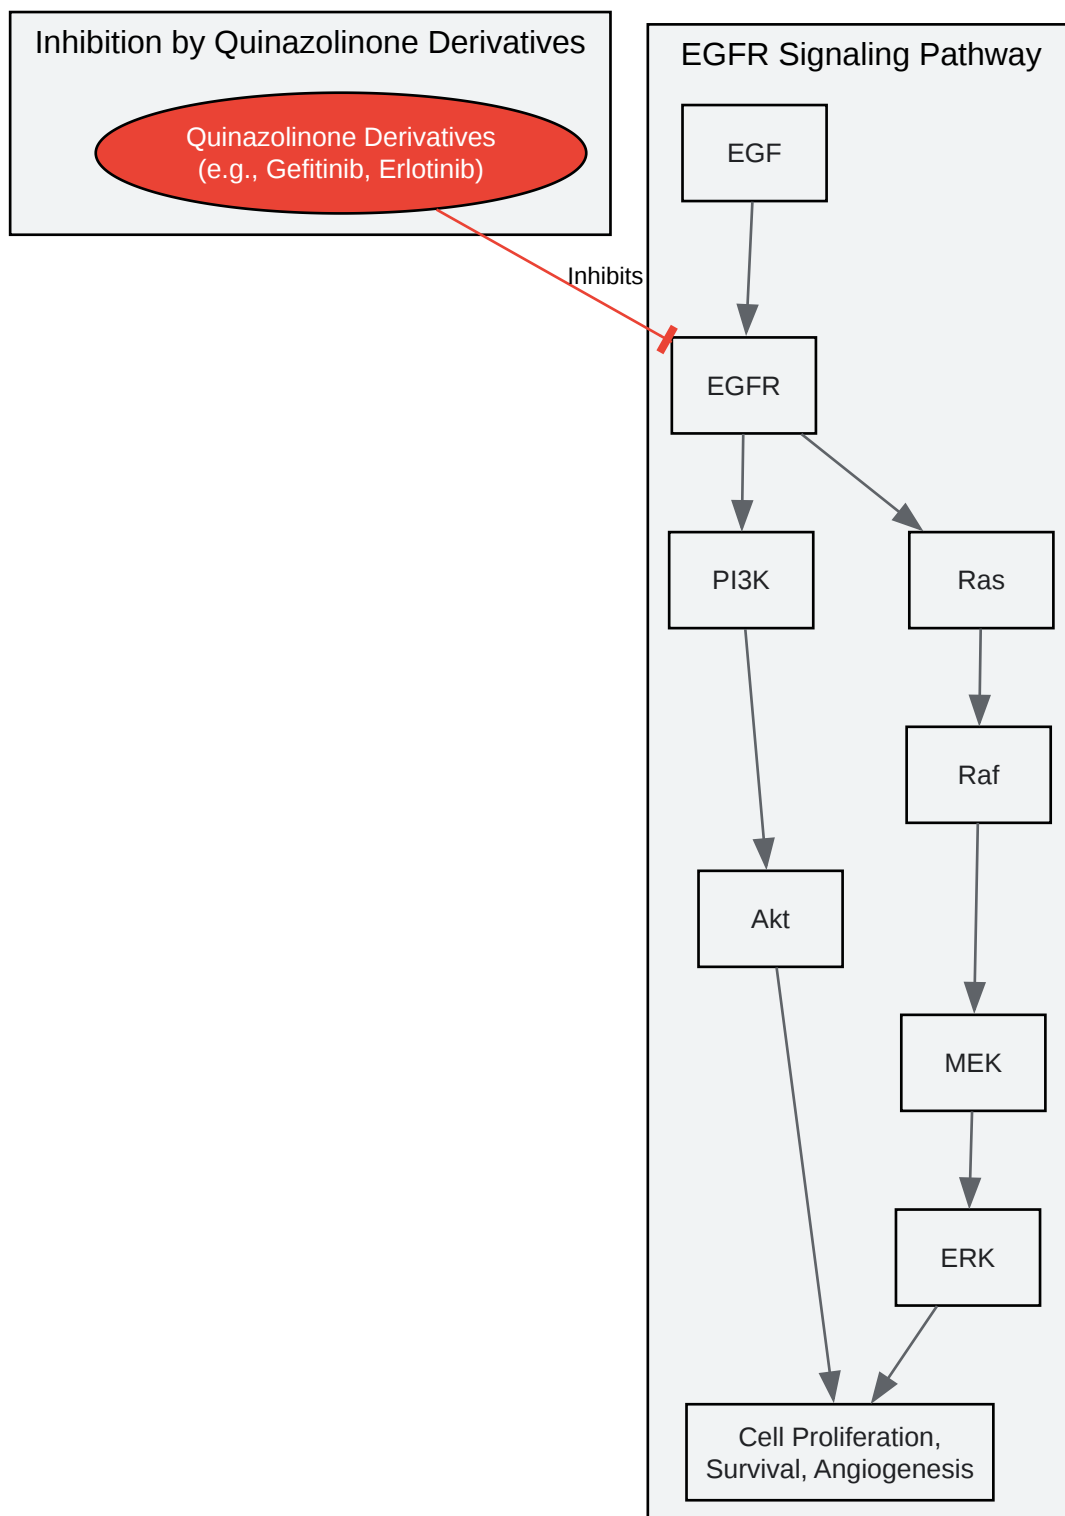 Inhibition by Quinazolinone Derivatives
Quinazolinone Derivatives
(e.g., Gefitinib, Erlotinib)
Inhibits
EGFR Signaling Pathway
EGF
EGFR
PI3K
Ras
Raf
Akt
MEK
ERK
Cell Proliferation,
Survival, Angiogenesis